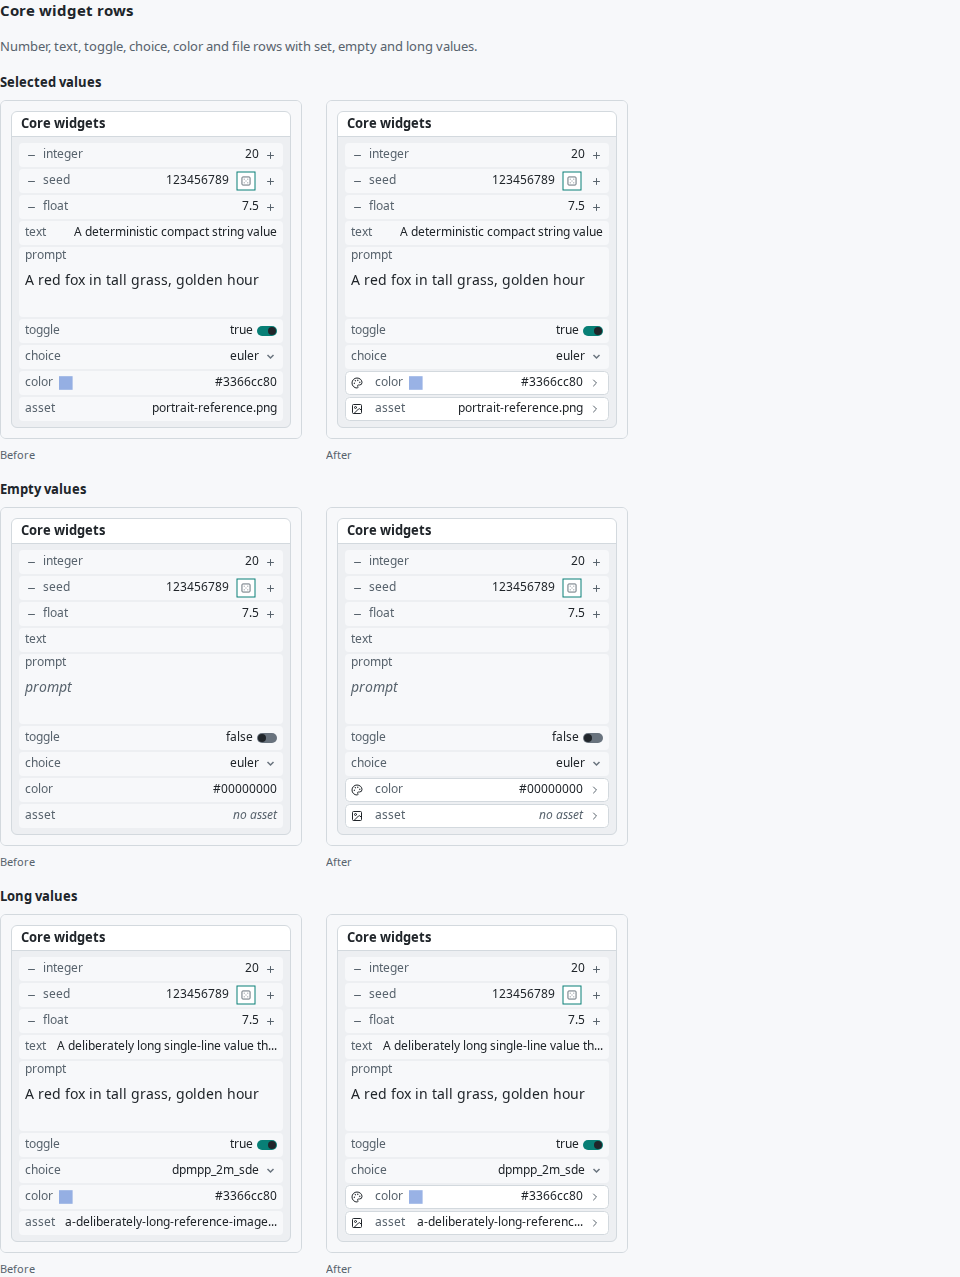 Core widget rows
Number, text, toggle, choice, color and file rows with set, empty and long values.
Selected values
Core widgets
− integer 20 +
− seed 123456789 +
− float 7.5 +
text A deterministic compact string value
prompt
A red fox in tall grass, golden hour
toggle true
choice euler
color #3366cc80
asset portrait-reference.png
Before
Core widgets
− integer 20 +
− seed 123456789 +
− float 7.5 +
text A deterministic compact string value
prompt
A red fox in tall grass, golden hour
toggle true
choice euler
color #3366cc80
asset portrait-reference.png
After
Empty values
Core widgets
− integer 20 +
− seed 123456789 +
− float 7.5 +
text
prompt
prompt
toggle false
choice euler
color #00000000
asset no asset
Before
Core widgets
− integer 20 +
− seed 123456789 +
− float 7.5 +
text
prompt
prompt
toggle false
choice euler
color #00000000
asset no asset
After
Long values
Core widgets
− integer 20 +
− seed 123456789 +
− float 7.5 +
text A deliberately long single-line value th...
prompt
A red fox in tall grass, golden hour
toggle true
choice dpmpp_2m_sde
color #3366cc80
asset a-deliberately-long-reference-image...
Before
Core widgets
− integer 20 +
− seed 123456789 +
− float 7.5 +
text A deliberately long single-line value th...
prompt
A red fox in tall grass, golden hour
toggle true
choice dpmpp_2m_sde
color #3366cc80
asset a-deliberately-long-referenc...
After